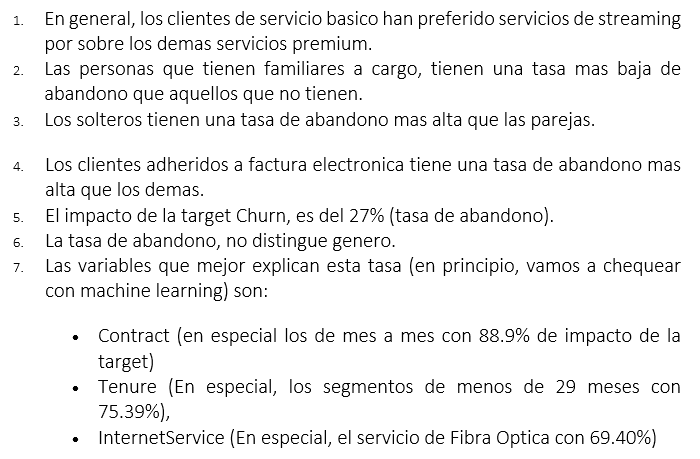 1. En general, los clientes de servicio basico han preferido servicios de streaming
por sobre los demas servicios premium.
2. Las personas que tienen familiares a cargo, tienen una tasa mas baja de
abandono que aquellos que no tienen.
3. Los solteros tienen una tasa de abandono mas alta que las parejas.
4. Los clientes adheridos a factura electronica tiene una tasa de abandono mas
alta que los demas.
5. El impacto de la target Churn, es del 27% (tasa de abandono).
6. La tasa de abandono, no distingue genero.
7. Las variables que mejor explican esta tasa (en principio, vamos a chequear
con machine learning) son:
• Contract (en especial los de mes a mes con 88.9% de impacto de la
target)
• Tenure (En especial, los segmentos de menos de 29 meses con
75.39%),
• InternetService (En especial, el servicio de Fibra Optica con 69.40%)